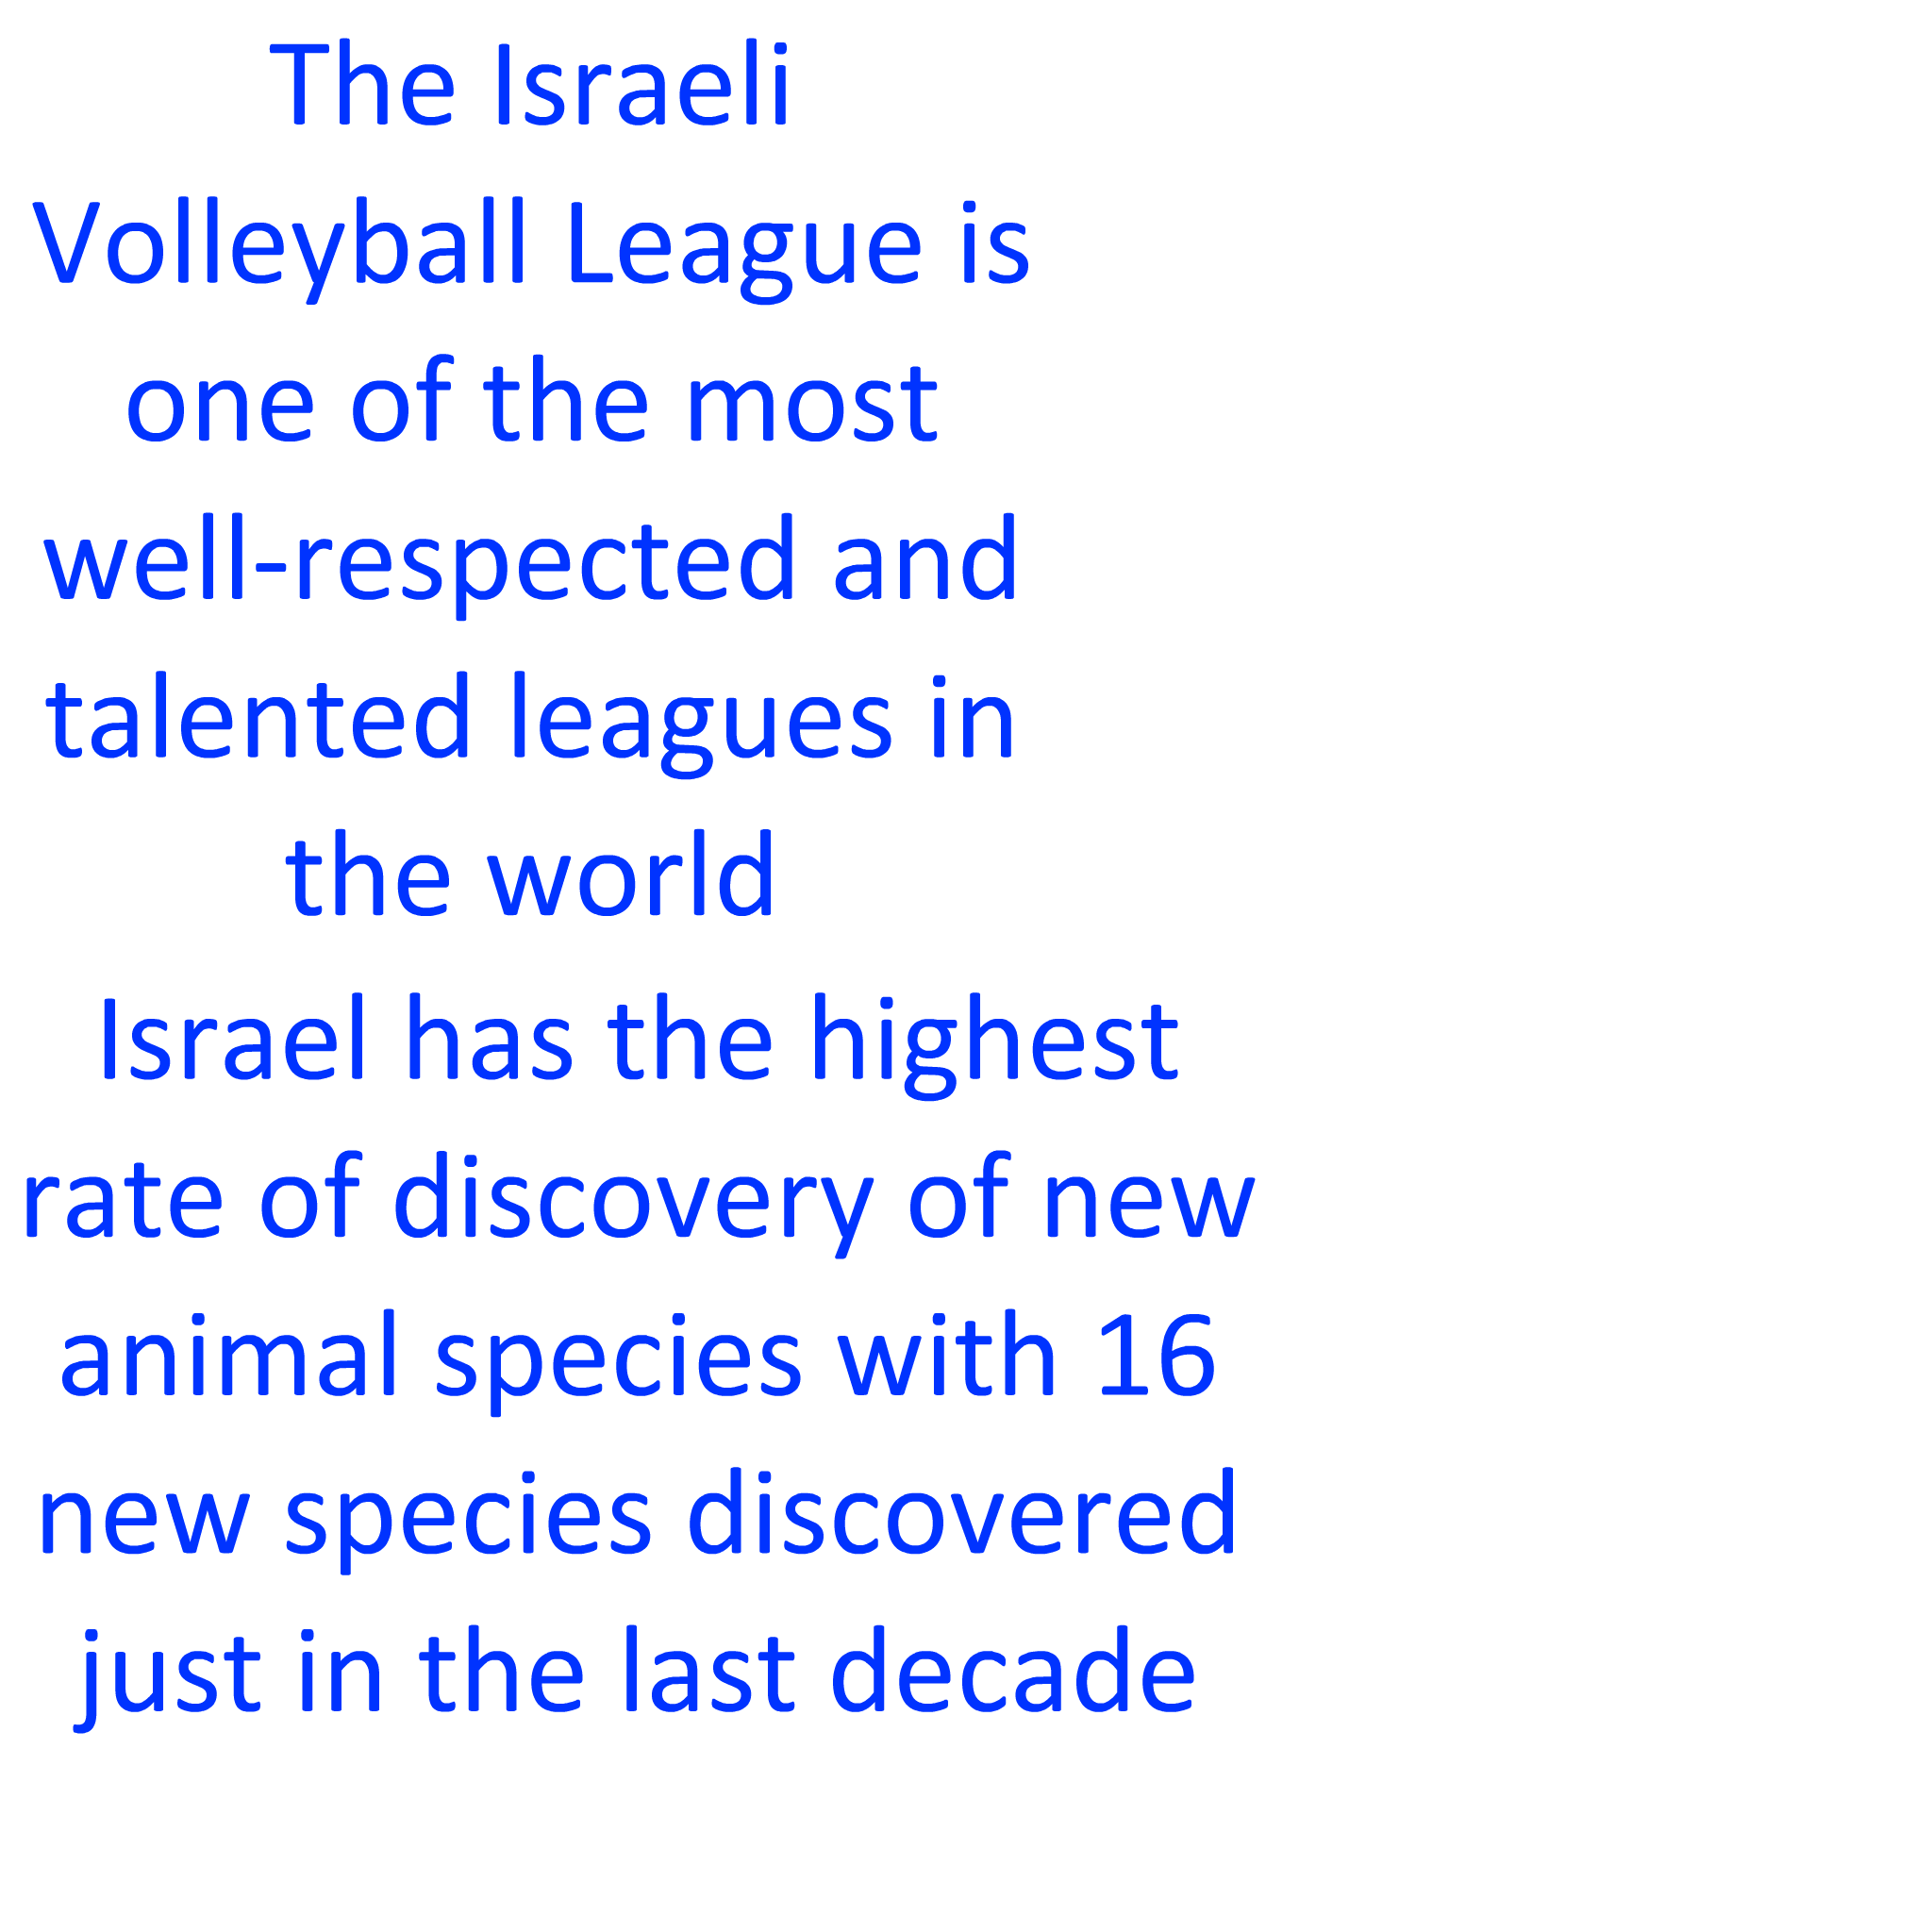 The Israeli
Volleyball League is
one of the most
well-respected and
talented leagues in
the world
Israel has the highest
rate of discovery of new
animal species with 16
new species discovered
just in the last decade